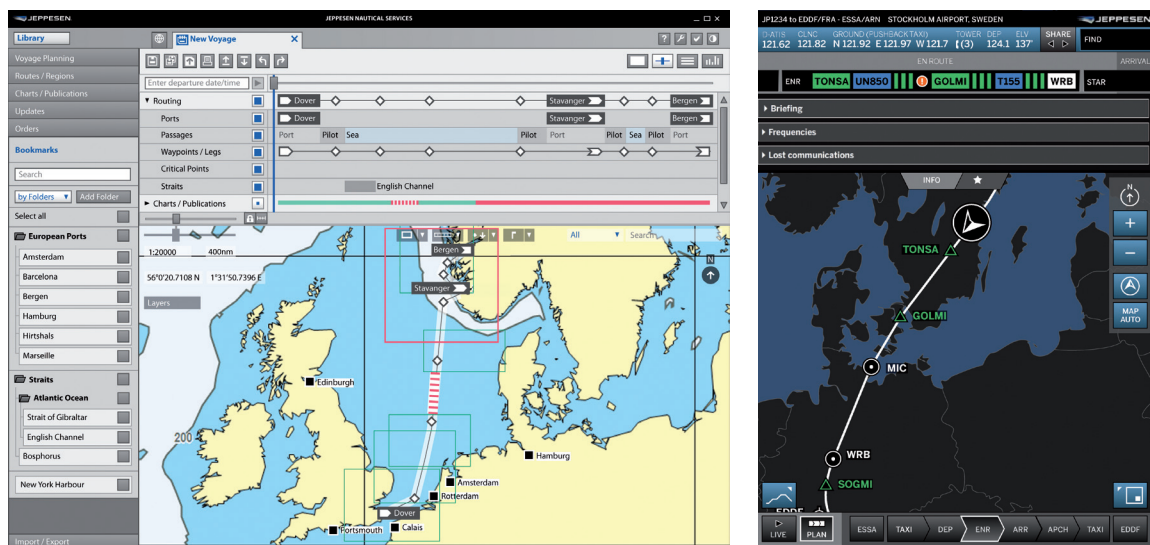 JEPPESEN
JEPPESEN NAUTICAL SERVICES
Library
New Voyage
Voyage Planning
Routes / Regions
Charts / Publications
Updates
Orders
Bookmarks
Search
by Folders
Add Folder
Select all
European Ports
Amsterdam
Barcelona
Bergen
Hamburg
Hirtshals
Marseille
Straits
Atlantic Ocean
Strait of Gibraltar
English Channel
Bosphorus
New York Harbour
Import / Export
Enter departure date/time
Routing
Dover
Stavanger
Bergen
Ports
Dover
Stavanger
Bergen
Passages
Port Pilot Sea Pilot Port Pilot Sea Pilot Port
Waypoints / Legs
Critical Points
Straits
English Channel
Charts / Publications
All
Search
1:20000 400nm
Bergen
N
56°0'20.7108 N 1°31'50.7396 E
Stavanger
Layers
Edinburgh
200
Hamburg
Amsterdam
Rotterdam
Dover
Portsmouth
Calais
JP1234 to EDDF/FRA - ESSA/ARN STOCKHOLM AIRPORT, SWEDEN
JEPPESEN
D-ATIS CLNC GROUND (PUSHBACK TAXI) TOWER DEP ELV SHARE
121.62 121.82 N 121.92 E 121.97 W 121.7 (3) 124.1 137'
FIND
EN ROUTE
ARRIVAL
ENR TONSA UN850 GOLMI T155 WRB STAR
Briefing
Frequencies
Lost communications
INFO
N
TONSA
GOLMI
MAP
AUTO
MIC
WRB
SOGMI
EDDF
LIVE
PLAN
ESSA TAXI DEP ENR ARR APCH TAXI EDDF